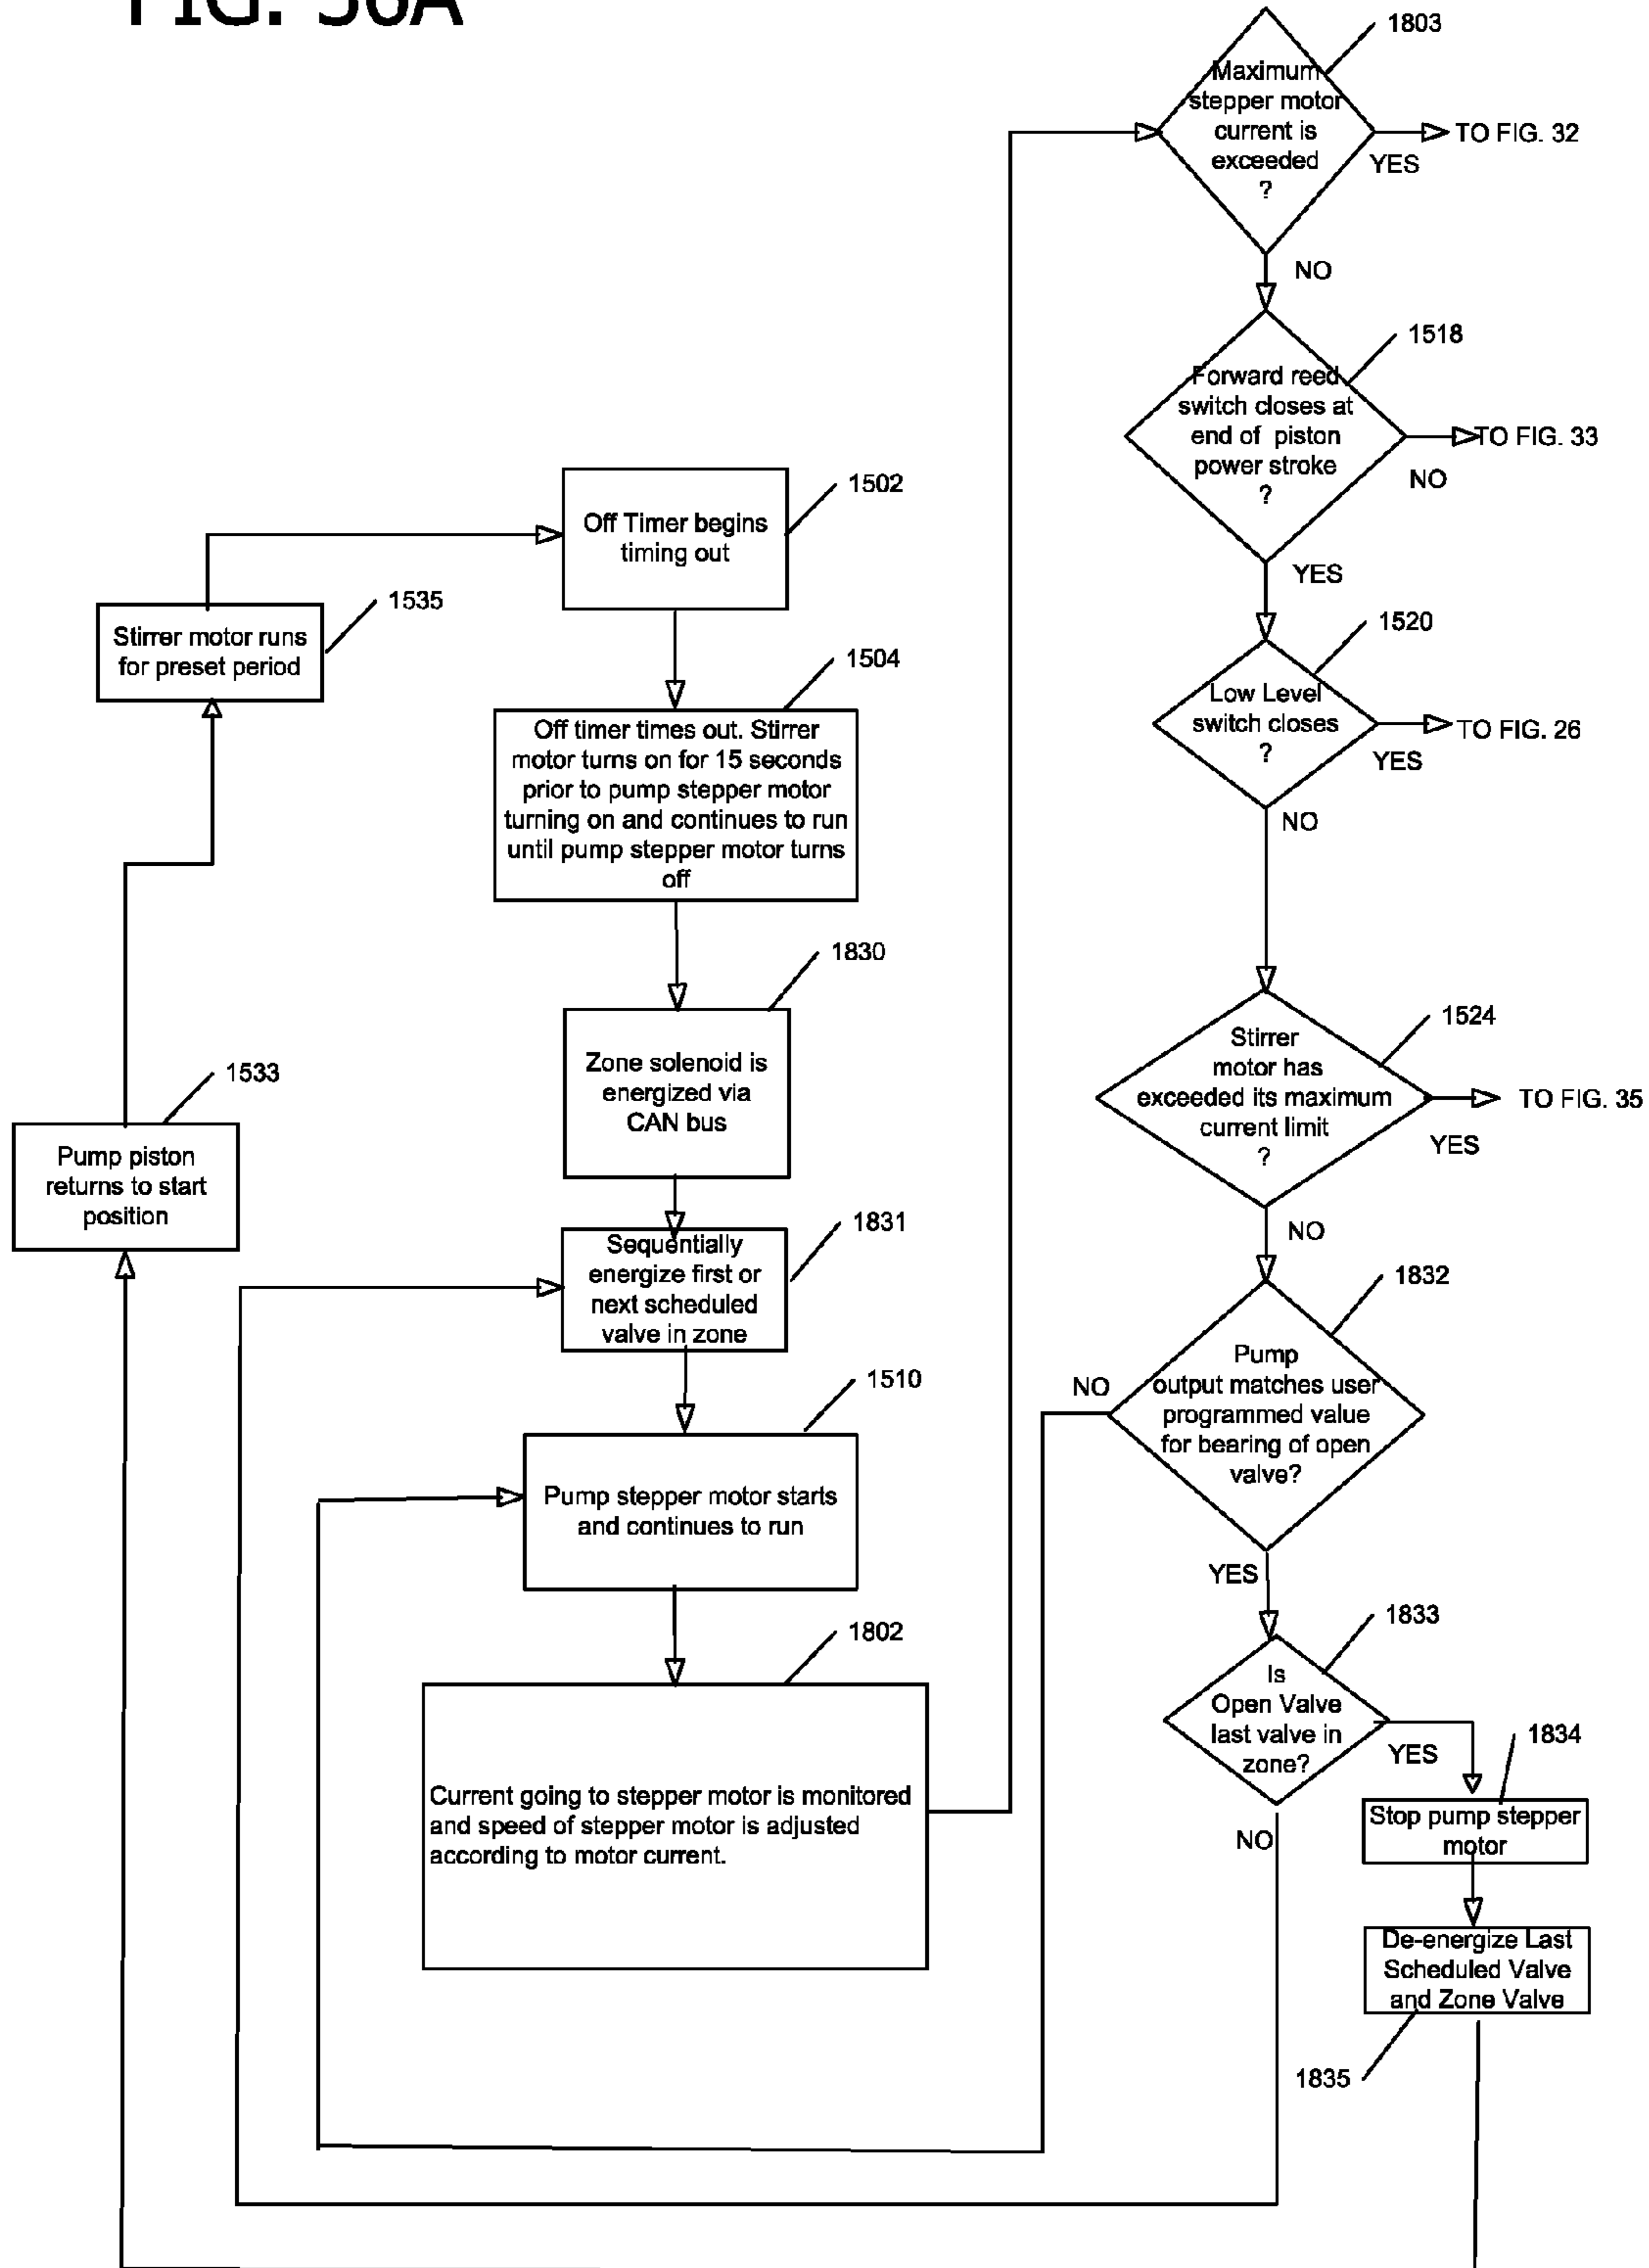 FIG. 36A
1803
Maximum
stepper motor
current is
exceeded
?
TO FIG. 32
YES
NO
1518
Forward reed
switch closes at
end of piston
power stroke
?
TO FIG. 33
NO
YES
1520
Low Level
switch closes
?
TO FIG. 26
YES
NO
1524
Stirrer
motor has
exceeded its maximum
current limit
?
TO FIG. 35
YES
NO
1832
Pump
output matches user
programmed value
for bearing of open
valve?
NO
YES
1833
Is
Open Valve
last valve in
zone?
YES
NO
1834
Stop pump stepper
motor
De-energize Last
Scheduled Valve
and Zone Valve
1835
1502
Off Timer begins
timing out
1535
Stirrer motor runs
for preset period
1504
Off timer times out. Stirrer
motor turns on for 15 seconds
prior to pump stepper motor
turning on and continues to run
until pump stepper motor turns
off
1830
Zone solenoid is
energized via
CAN bus
1533
Pump piston
returns to start
position
1831
Sequentially
energize first or
next scheduled
valve in zone
1510
Pump stepper motor starts
and continues to run
1802
Current going to stepper motor is monitored
and speed of stepper motor is adjusted
according to motor current.